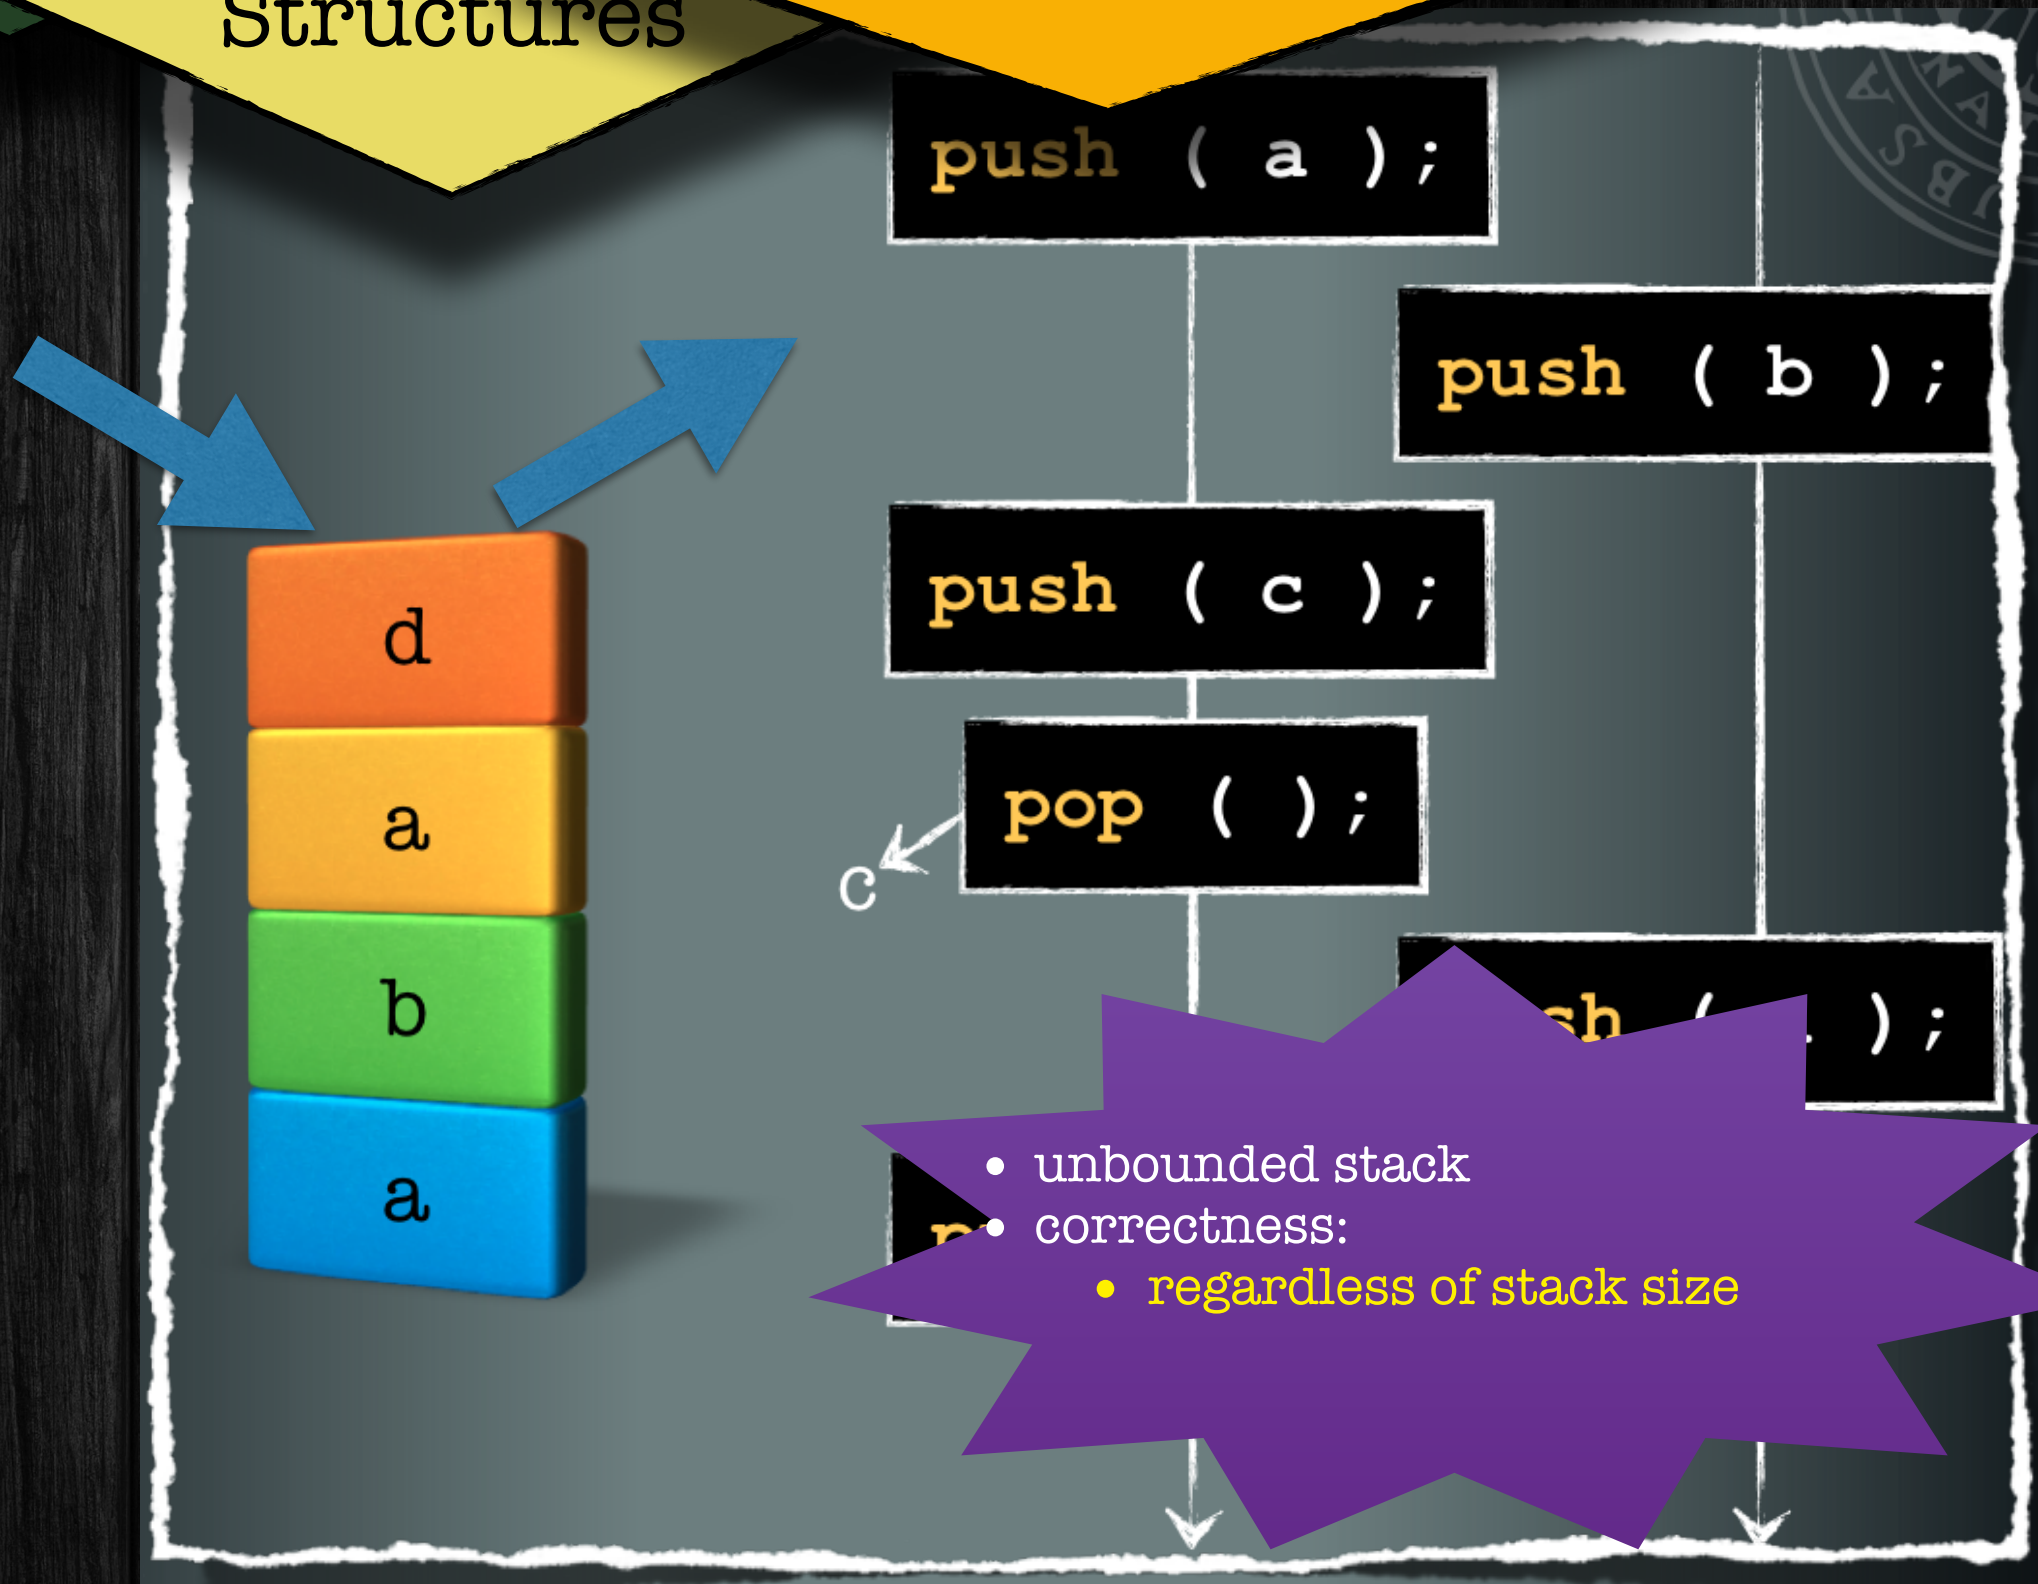 Structures
push ( a );
push ( b );
push ( c );
d
pop ( );
a
c
b
);
a
• unbounded stack
• correctness:
• regardless of stack size